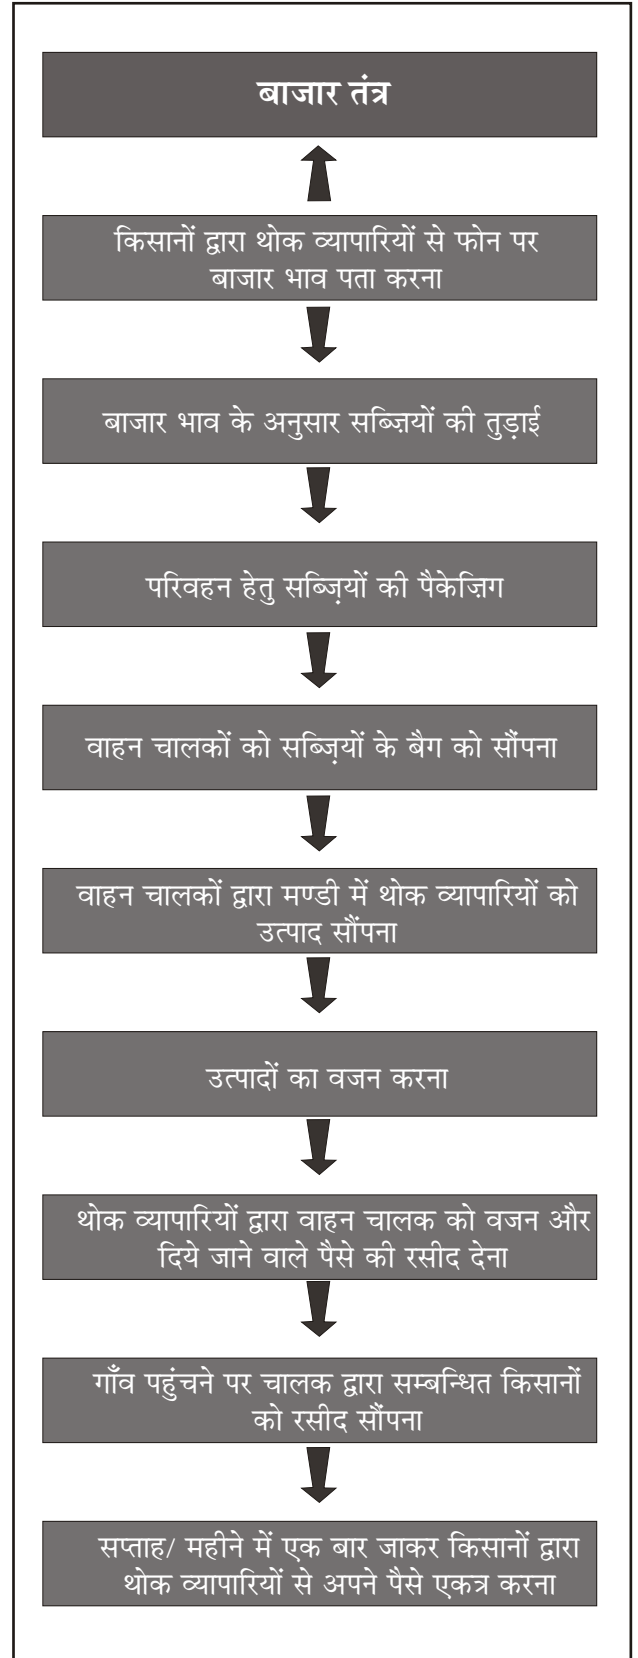 बाजार तंत्र
किसानों द्वारा थोक व्यापारियों से फोन पर
बाजार भाव पता करना
बाजार भाव के अनुसार सब्ज़ियों की तुड़ाई
परिवहन हेतु सब्ज़ियों की पैकेज़िग
वाहन चालकों को सब्ज़ियों के बैग को सौंपना
वाहन चालकों द्वारा मण्डी में थोक व्यापारियों को
उत्पाद सौंपना
उत्पादों का वजन करना
थोक व्यापारियों द्वारा वाहन चालक को वजन और
दिये जाने वाले पैसे की रसीद देना
गाँव पहुंचने पर चालक द्वारा सम्बन्धित किसानों
को रसीद सौंपना
सप्ताह/ महीने में एक बार जाकर किसानों द्वारा
थोक व्यापारियों से अपने पैसे एकत्र करना